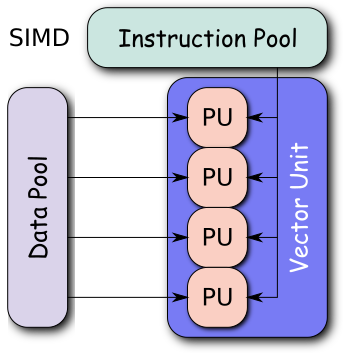 SIMD
Instruction Pool
Data Pool
PU
PU
PU
PU
Vector Unit